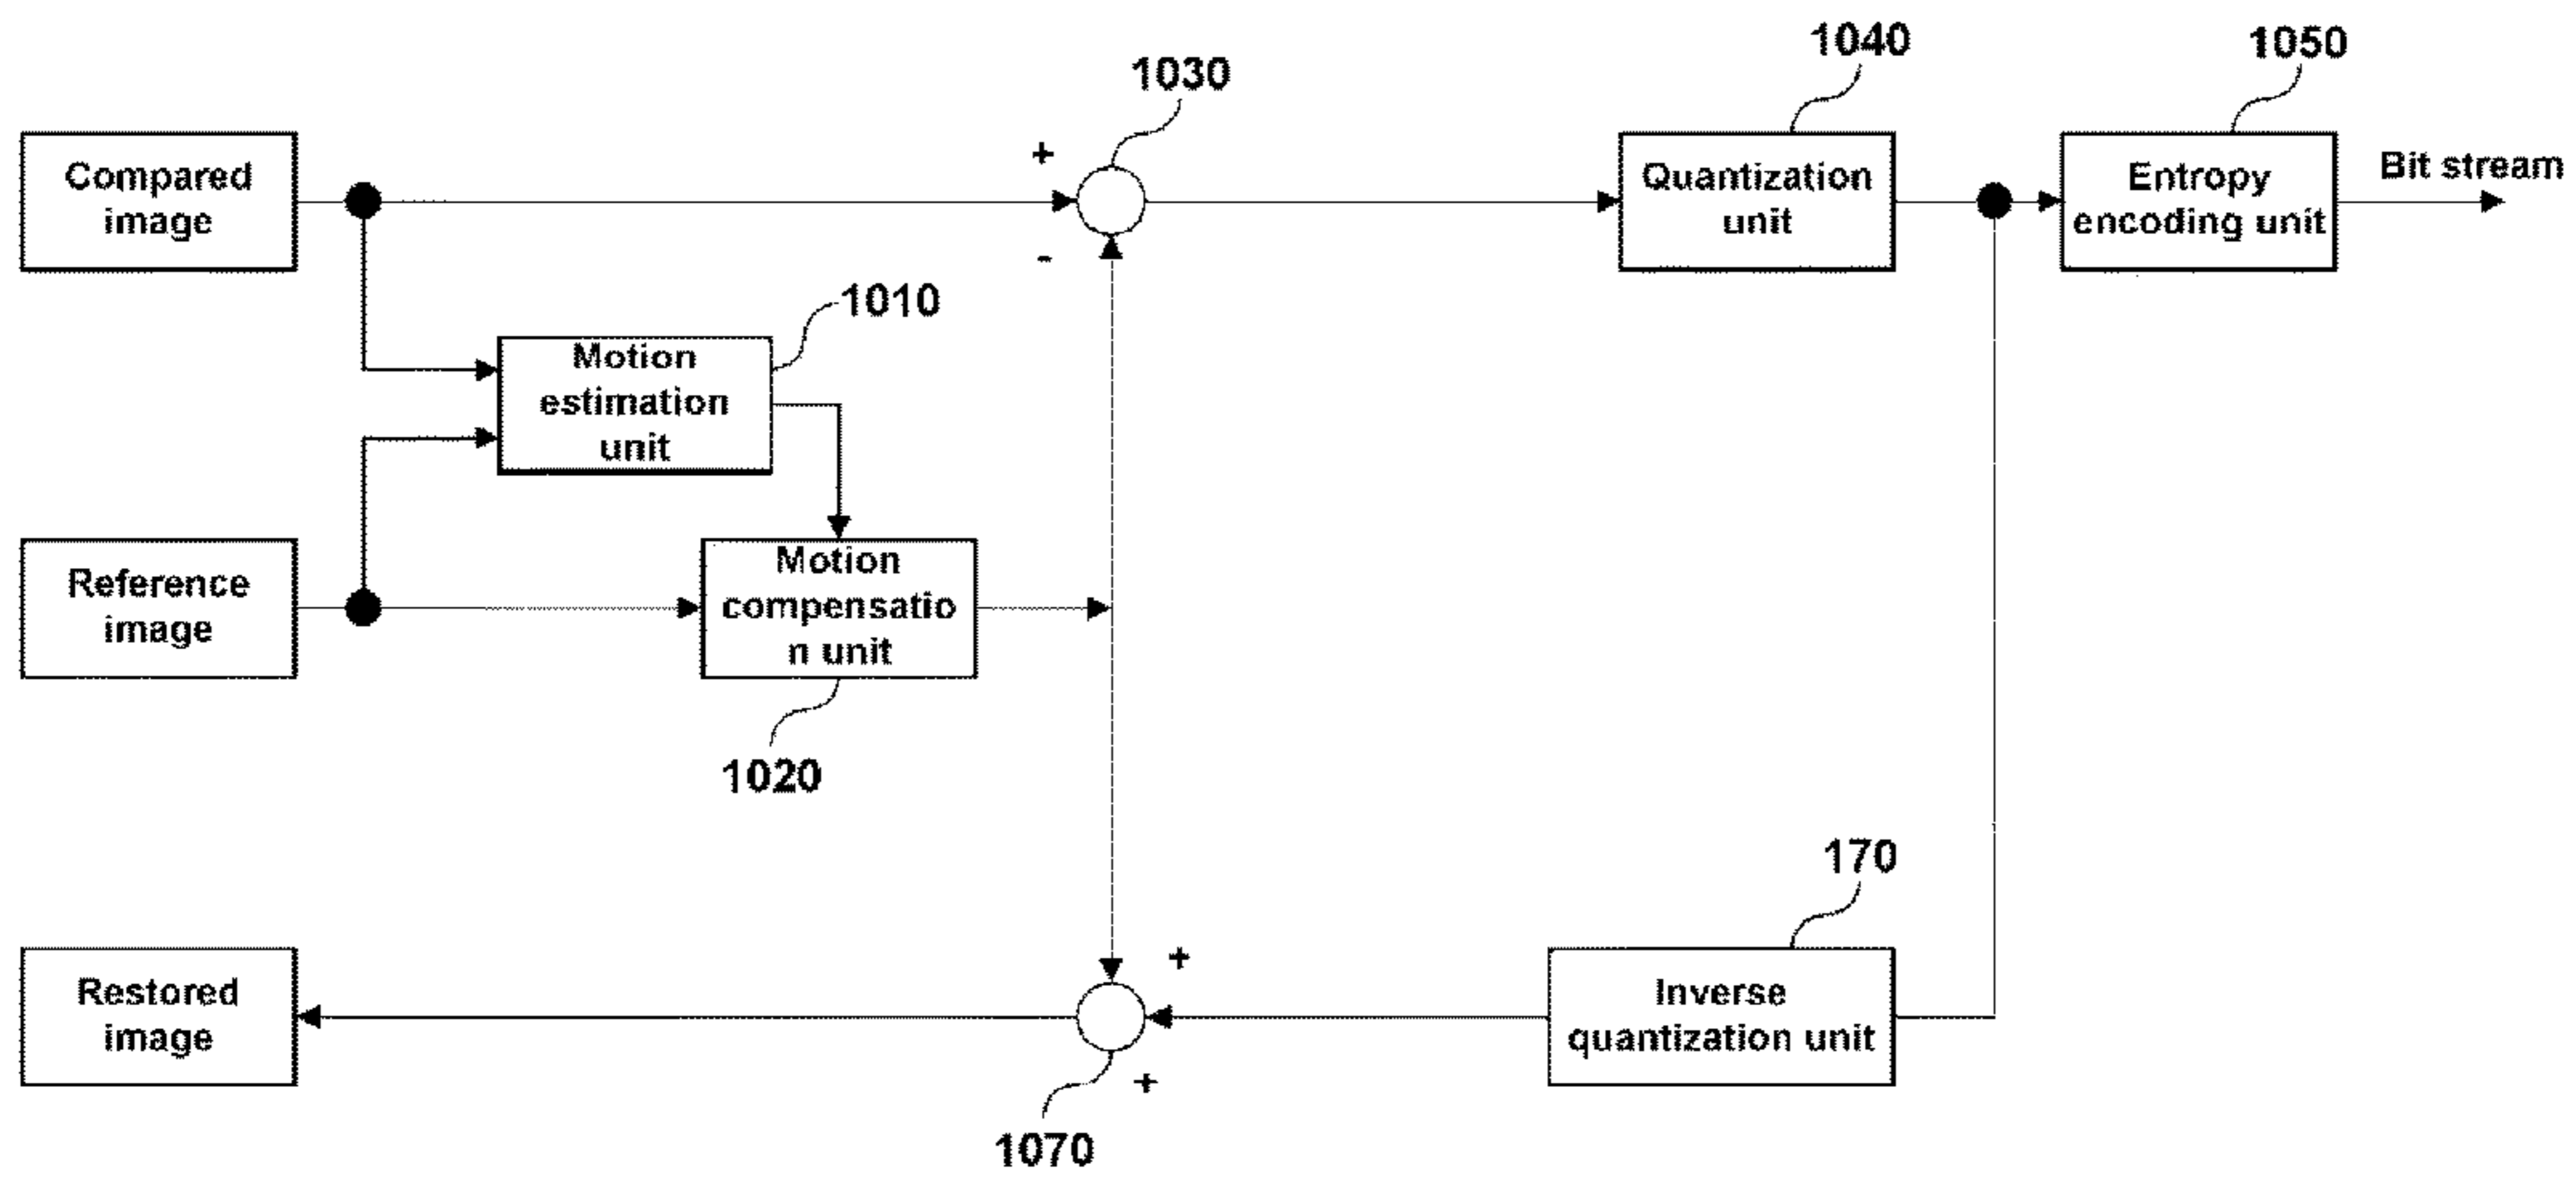 1040
1050
1030
+
Compared
image
Quantization
unit
Entropy
encoding unit
Bit stream
-
1010
Motion
estimation
unit
Reference
image
Motion
compensatio
n unit
1020
170
+
Restored
image
Inverse
quantization unit
+
1070